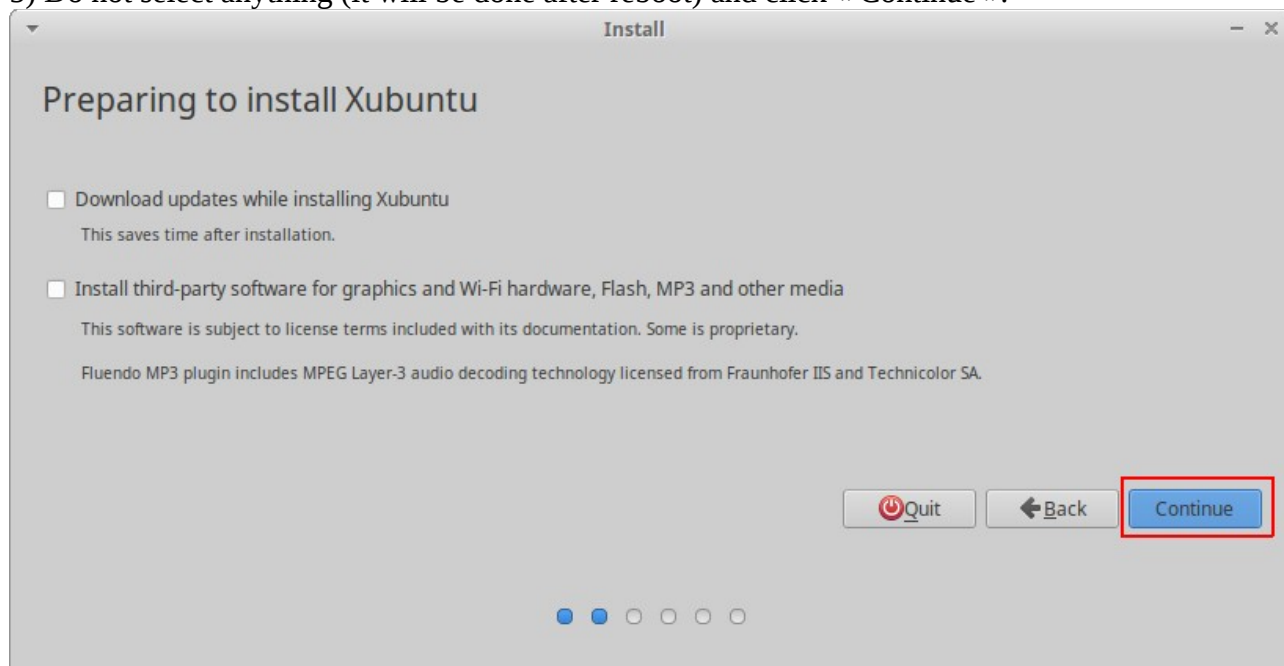 3) Do not select anything (it will be done after reboot) and click « Continue ».
Install
Preparing to install Xubuntu
Download updates while installing Xubuntu
This saves time after installation.
Install third-party software for graphics and Wi-Fi hardware, Flash, MP3 and other media
This software is subject to license terms included with its documentation. Some is proprietary.
Fluendo MP3 plugin includes MPEG Layer-3 audio decoding technology licensed from Fraunhofer IIS and Technicolor SA.
Quit Back Continue